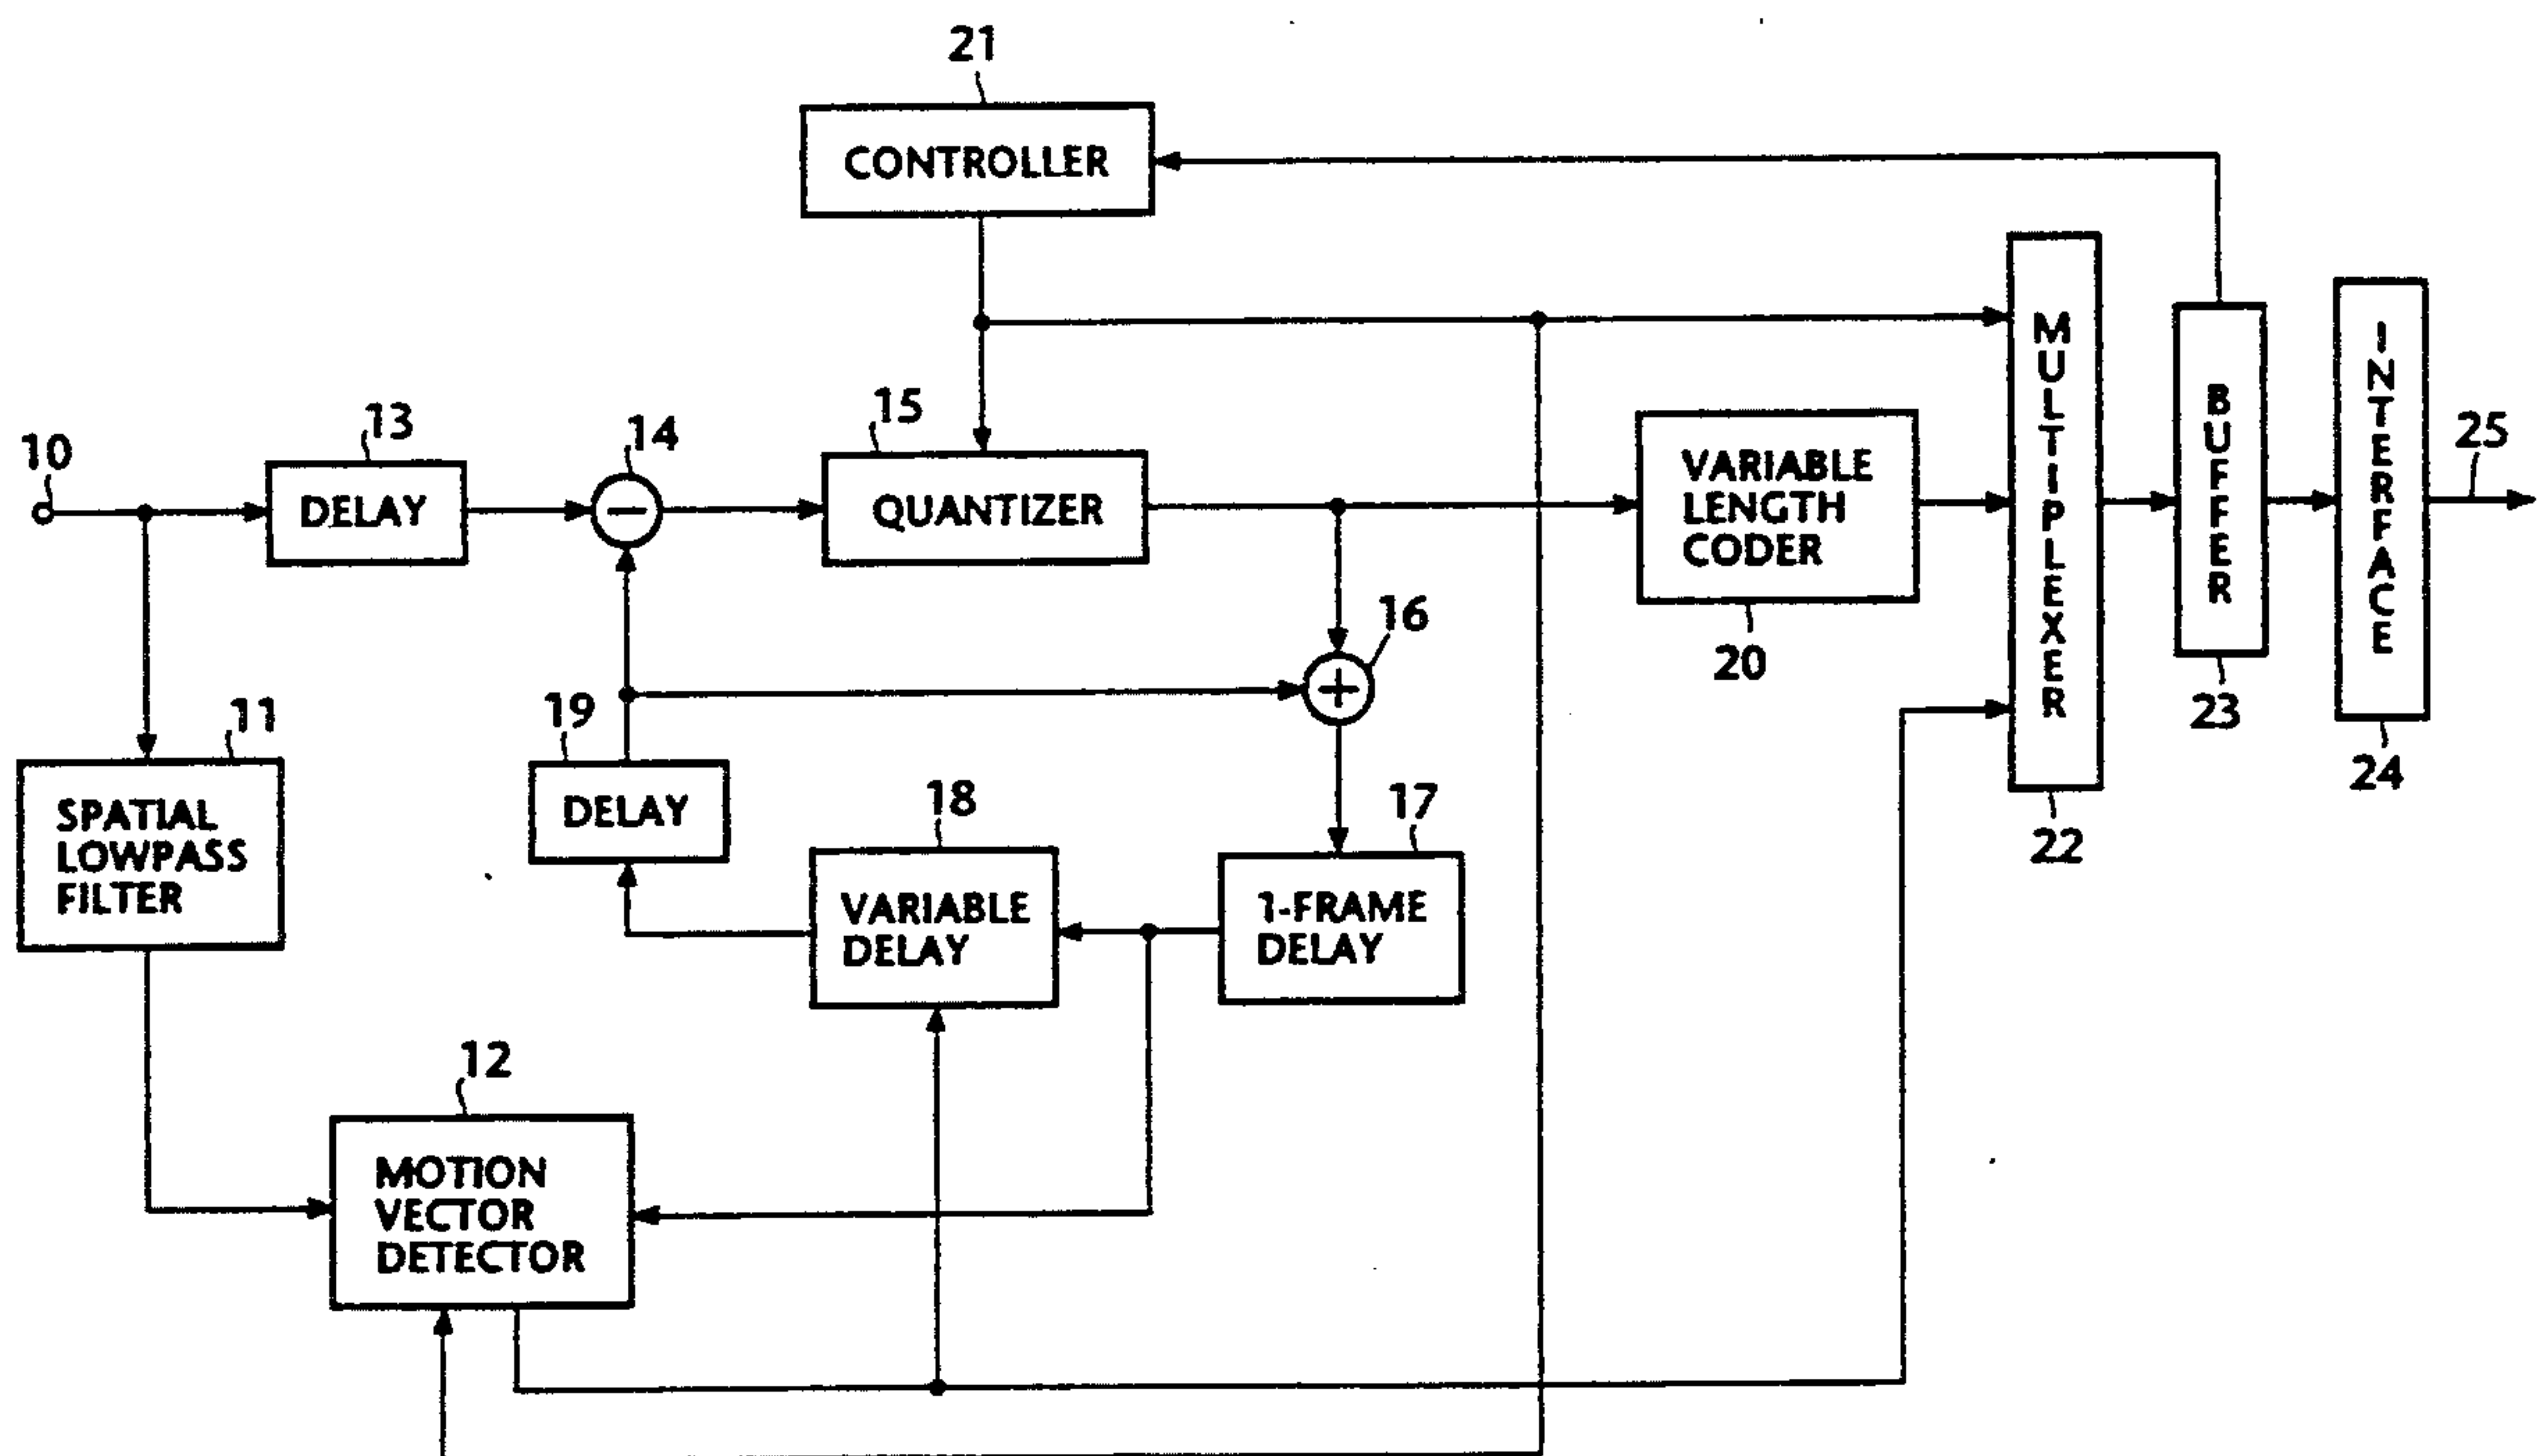 21
CONTROLLER
10
13
DELAY
14
−
15
QUANTIZER
VARIABLE
LENGTH
CODER
20
MULTIPLEXER
22
BUFFER
23
INTERFACE
24
25
16
+
11
SPATIAL
LOWPASS
FILTER
19
DELAY
18
VARIABLE
DELAY
17
1-FRAME
DELAY
12
MOTION
VECTOR
DETECTOR